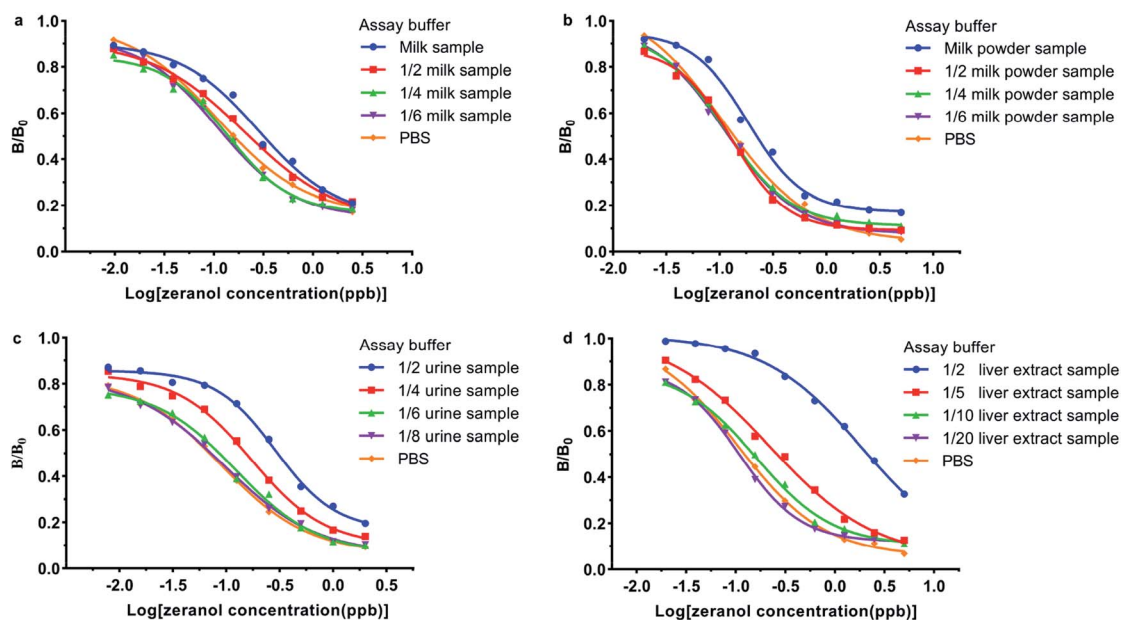 a
Assay buffer
Milk sample
1/2 milk sample
1/4 milk sample
1/6 milk sample
PBS
B/B0
1.0
0.8
0.6
0.4
0.2
0.0
-2.0 -1.5 -1.0 -0.5 0.0 0.5
Log[zeranol concentration(ppb)]
b
Assay buffer
Milk powder sample
1/2 milk powder sample
1/4 milk powder sample
1/6 milk powder sample
PBS
B/B0
1.0
0.8
0.6
0.4
0.2
0.0
-2.0 -1.5 -1.0 -0.5 0.0 0.5 1.0
Log[zeranol concentration(ppb)]
c
Assay buffer
1/2 urine sample
1/4 urine sample
1/6 urine sample
1/8 urine sample
PBS
B/B0
1.0
0.8
0.6
0.4
0.2
0.0
-2.0 -1.5 -1.0 -0.5 0.0 0.5
Log[zeranol concentration(ppb)]
d
Assay buffer
1/2 liver extract sample
1/5 liver extract sample
1/10 liver extract sample
1/20 liver extract sample
PBS
B/B0
1.0
0.8
0.6
0.4
0.2
0.0
-2.0 -1.5 -1.0 -0.5 0.0 0.5 1.0
Log[zeranol concentration(ppb)]